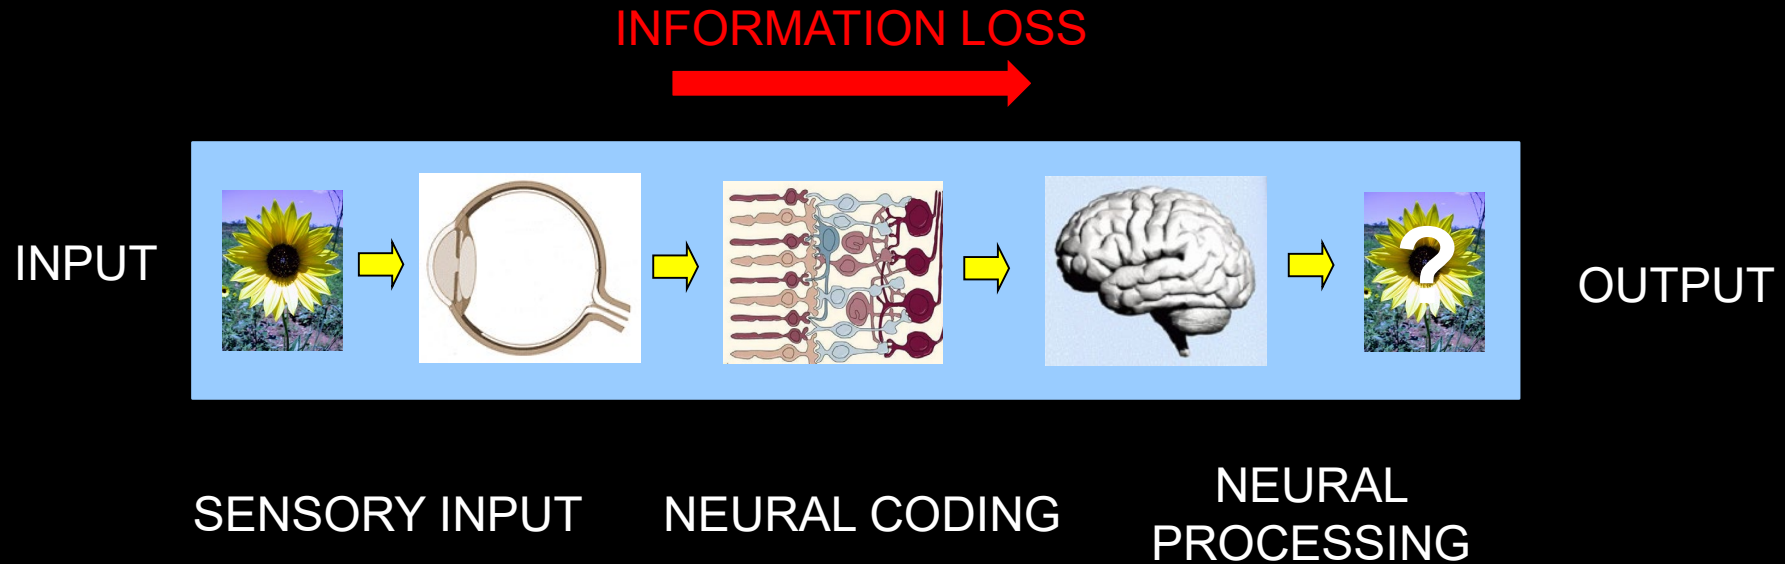 INFORMATION LOSS
INPUT
?
OUTPUT
SENSORY INPUT
NEURAL CODING
NEURAL
PROCESSING